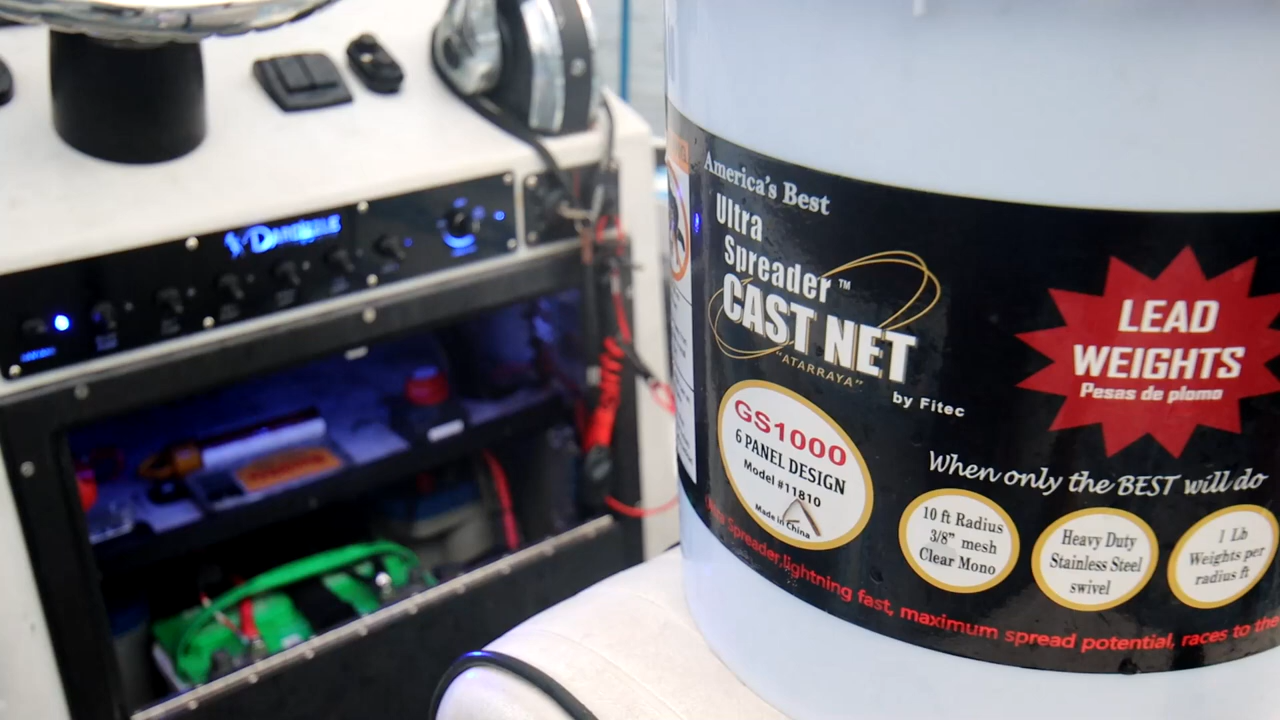 America's Best
Ultra
Spreader™
CAST NET
"ATARRAYA"
by Fitec
LEAD
WEIGHTS
Pesas de plomo
GS1000
6 PANEL DESIGN
Model #11810
Made in China
When only the BEST will do
10 ft Radius
3/8" mesh
Clear Mono
Heavy Duty
Stainless Steel
swivel
1 Lb
Weights per
radius ft
Spreader,lightning fast, maximum spread potential, races to the